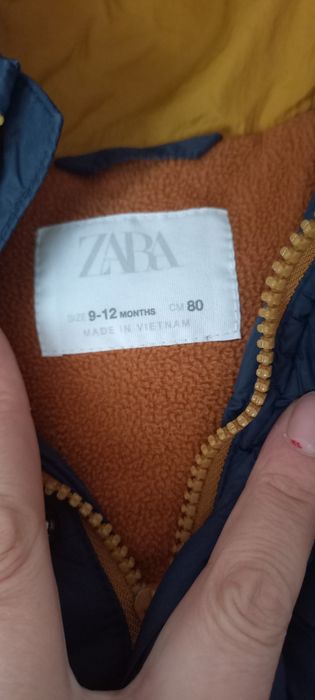 ZARA
SIZE 9-12 MONTHS CM 80
MADE IN VIETNAM